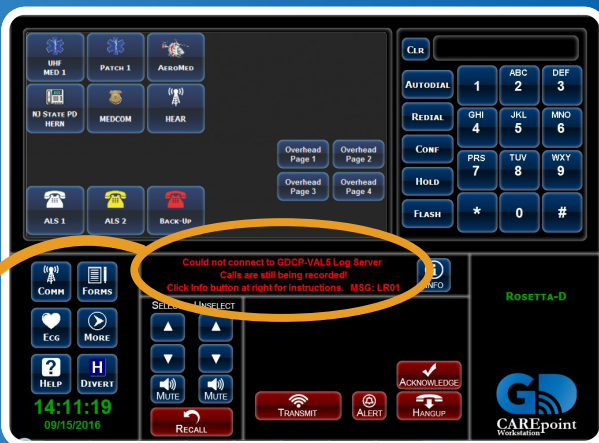 UHF
MED 1
PATCH 1
AEROMED
NJ STATE PD
HERN
MEDCOM
HEAR
Overhead
Page 1
Overhead
Page 2
Overhead
Page 3
Overhead
Page 4
ALS 1
ALS 2
BACK-UP
CLR
AUTODIAL
REDIAL
CONF
HOLD
FLASH
1
ABC
2
DEF
3
GHI
4
JKL
5
MNO
6
PRS
7
TUV
8
WXY
9
*
0
#
Could not connect to GDCP-VAL5 Log Server
Calls are still being recorded!
Click Info button at right for instructions. MSG: LR01
INFO
COMM
FORMS
ECG
MORE
HELP
H
DIVERT
14:11:19
09/15/2016
SELECT
UNSELECT
MUTE
MUTE
RECALL
TRANSMIT
ALERT
ACKNOWLEDGE
HANGUP
ROSETTA-D
GD
CAREpoint
Workstation